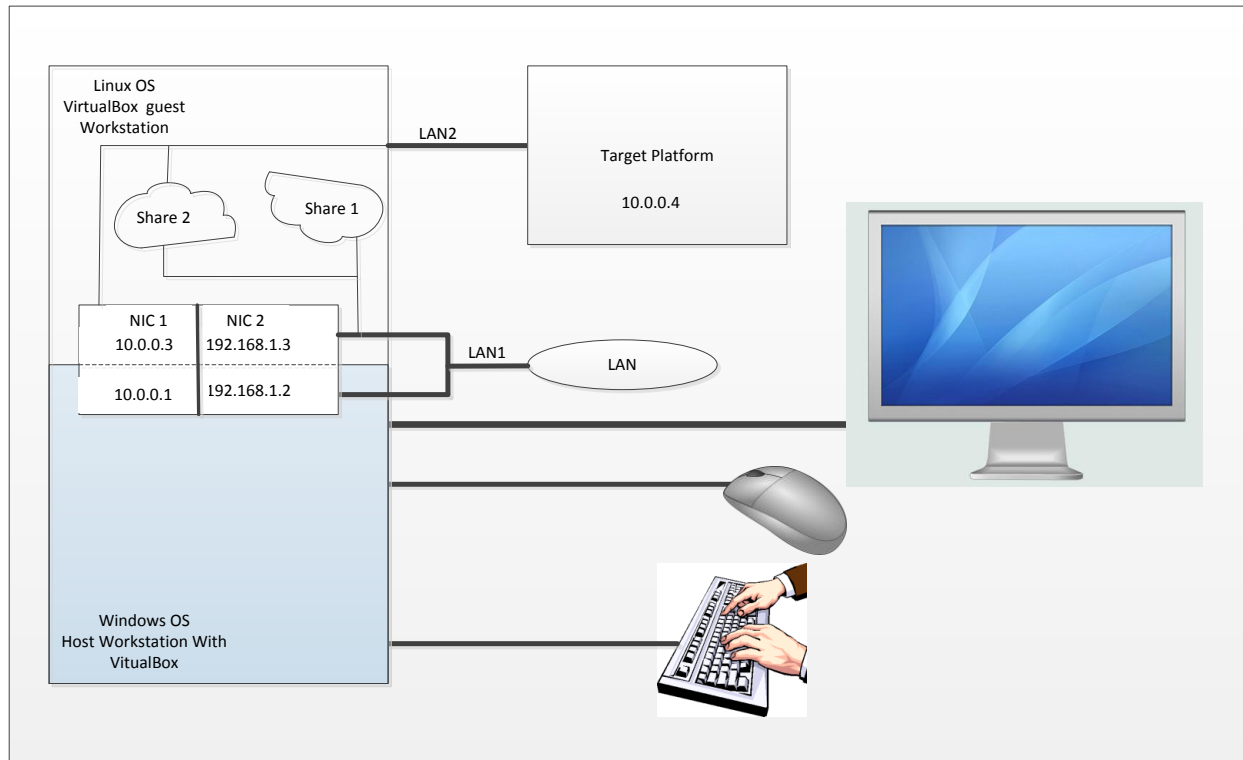 Linux OS
VirtualBox guest
Workstation
LAN2
Target Platform
10.0.0.4
Share 2
Share 1
NIC 1
NIC 2
10.0.0.3
192.168.1.3
LAN1
LAN
10.0.0.1
192.168.1.2
Windows OS
Host Workstation With
VitualBox